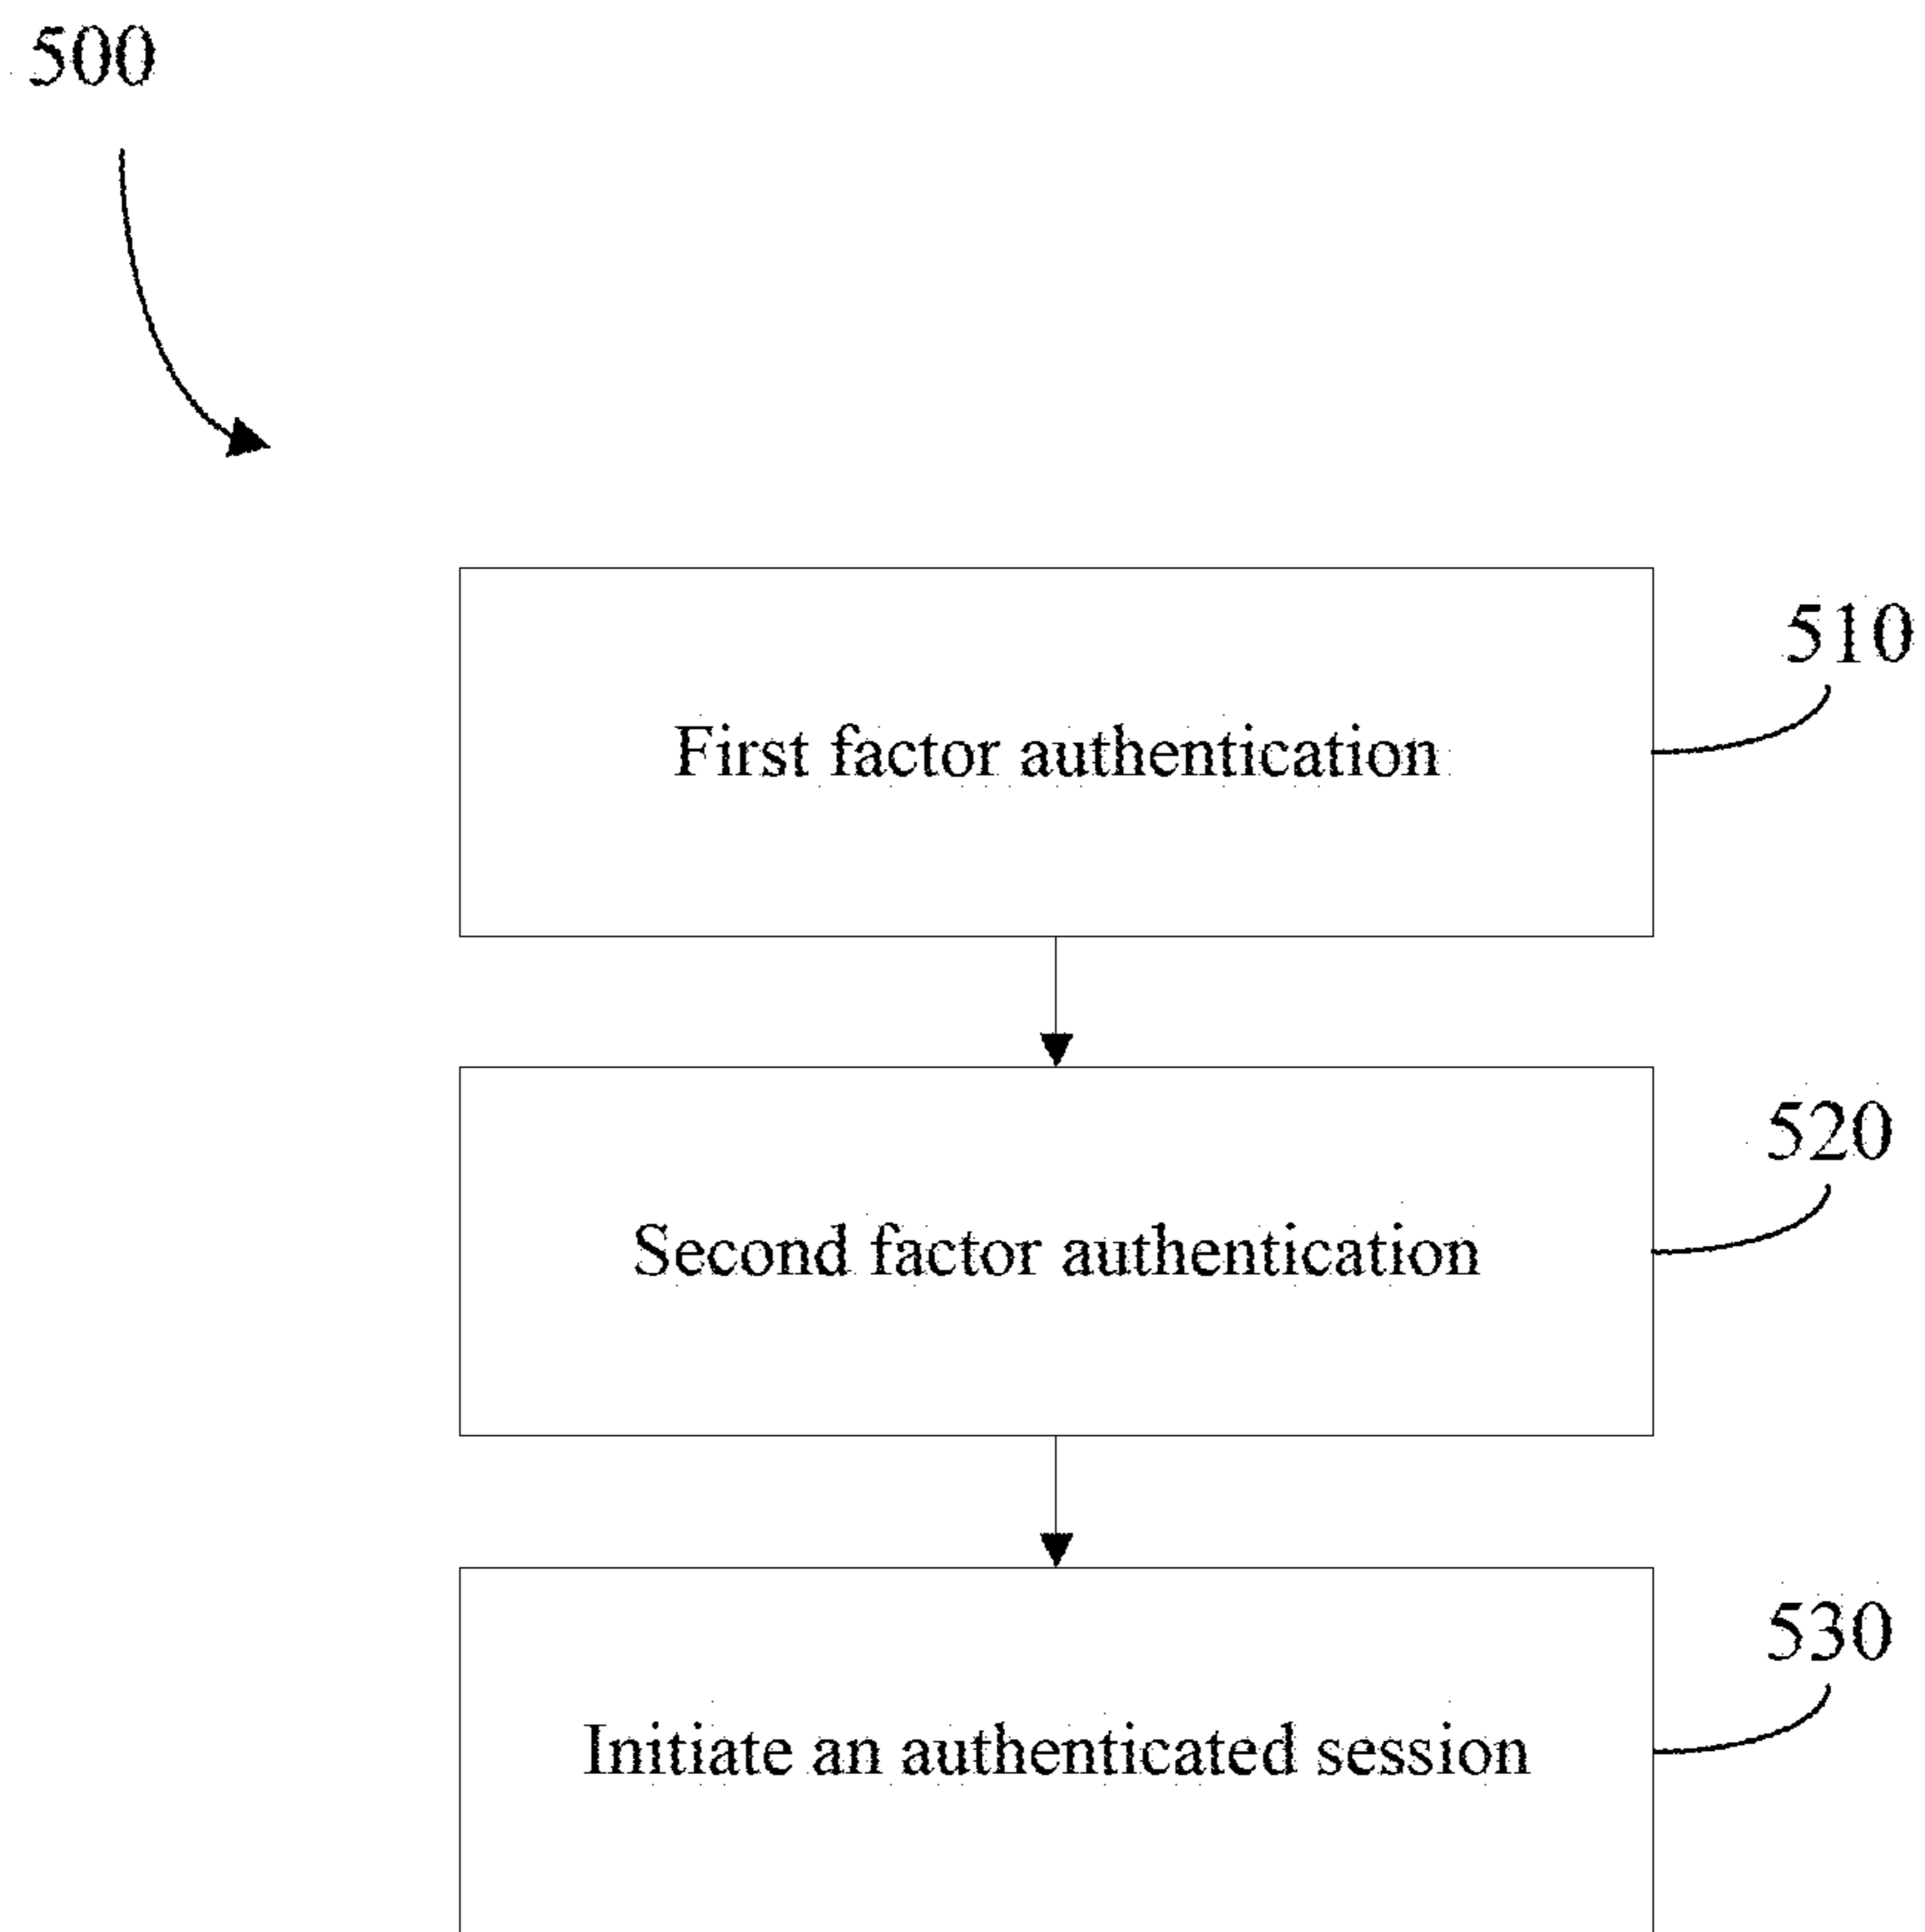 500
510
First factor authentication
520
Second factor authentication
530
Initiate an authenticated session